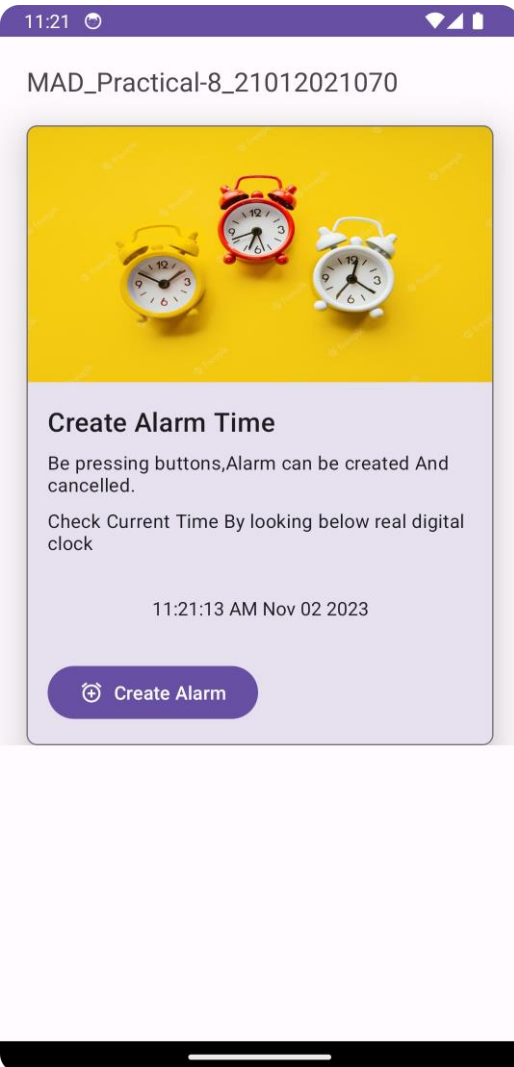 11:21
MAD_Practical-8_21012021070
Create Alarm Time
Be pressing buttons,Alarm can be created And
cancelled.
Check Current Time By looking below real digital
clock
11:21:13 AM Nov 02 2023
Create Alarm